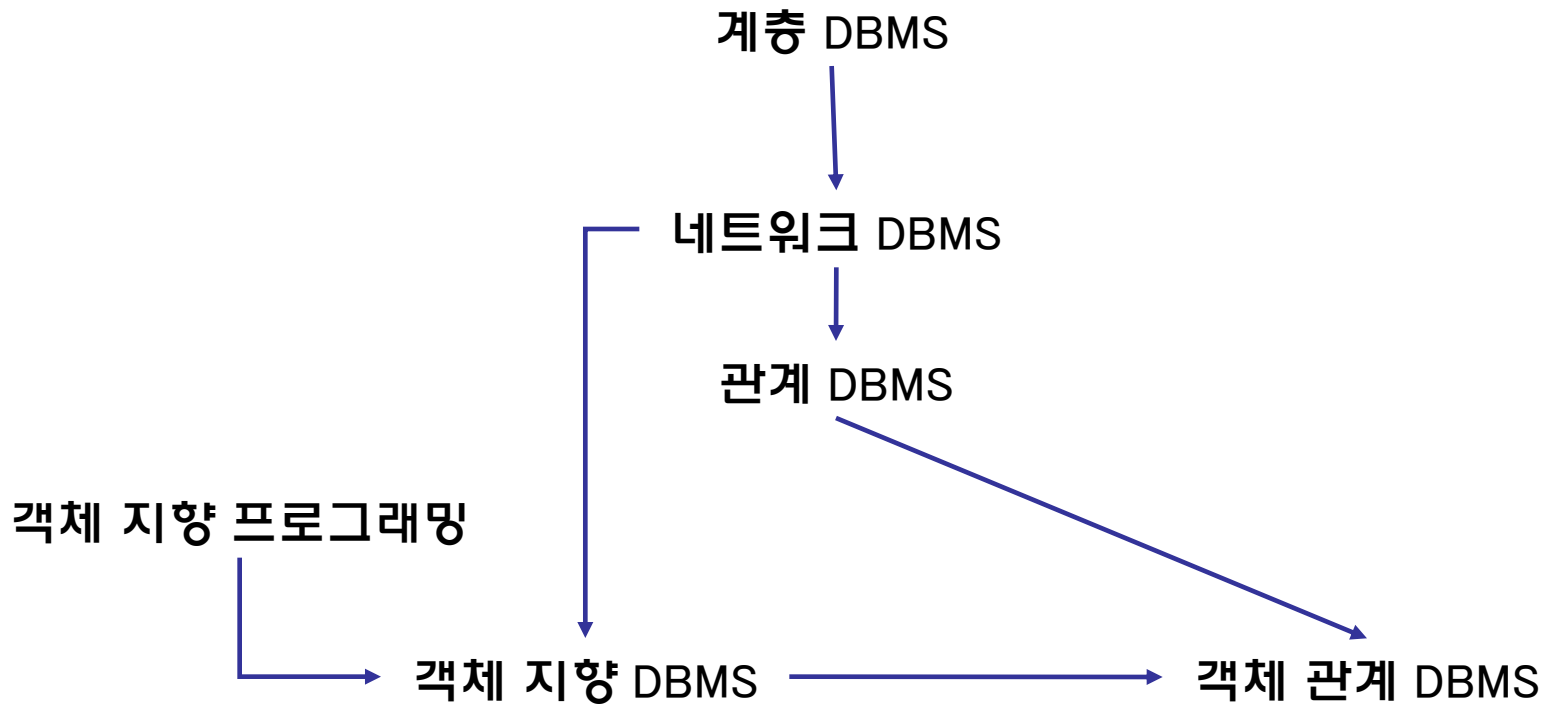 계층 DBMS
네트워크 DBMS
관계 DBMS
객체 지향 프로그래밍
객체 지향 DBMS
객체 관계 DBMS